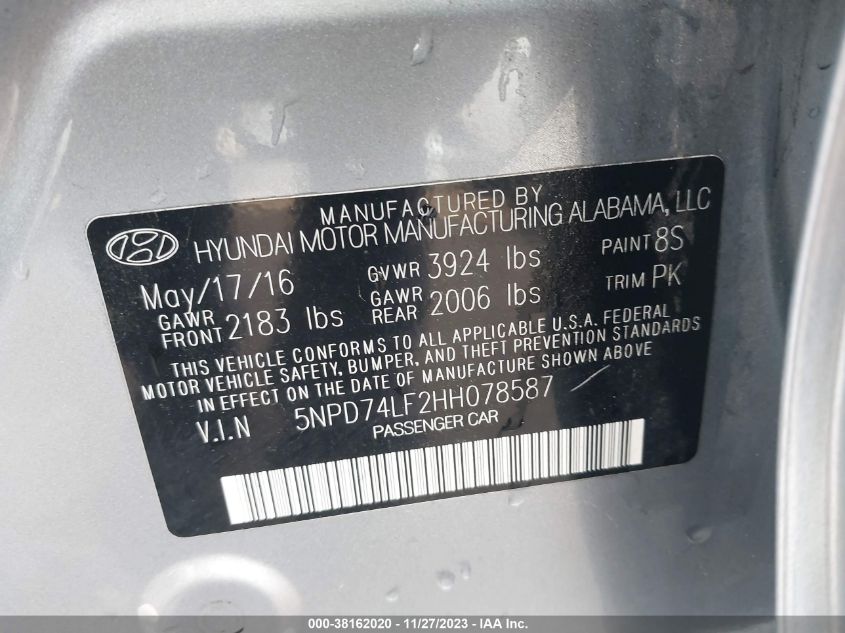 MANUFACTURED BY
HYUNDAI MOTOR MANUFACTURING ALABAMA, LLC
May/17/16 GVWR 3924 lbs PAINT 8S
GAWR FRONT 2183 lbs GAWR REAR 2006 lbs TRIM PK
THIS VEHICLE CONFORMS TO ALL APPLICABLE U.S.A. FEDERAL
MOTOR VEHICLE SAFETY, BUMPER, AND THEFT PREVENTION STANDARDS
IN EFFECT ON THE DATE OF MANUFACTURE SHOWN ABOVE
V.I.N 5NPD74LF2HH078587
PASSENGER CAR
000-38162020 - 11/27/2023 - IAA Inc.